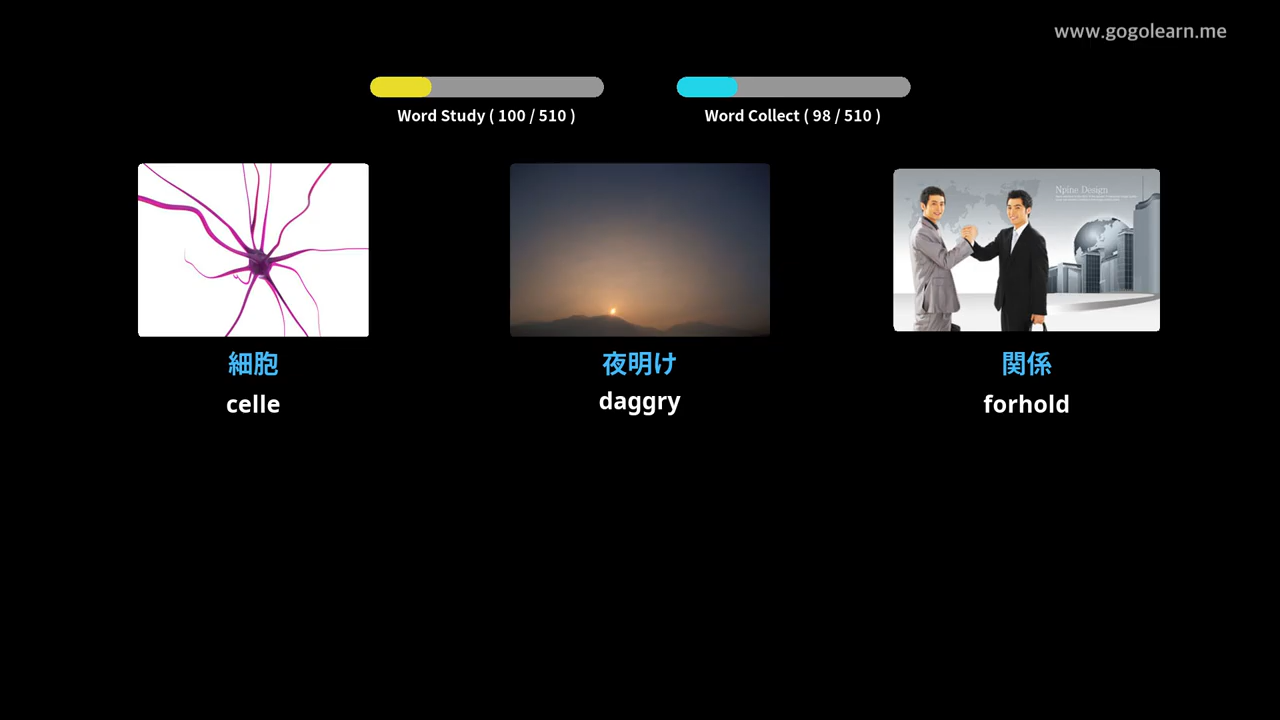 www.gogolearn.me
Word Study ( 100 / 510 )
Word Collect ( 98 / 510 )
Npine Design
細胞
夜明け
関係
celle
daggry
forhold